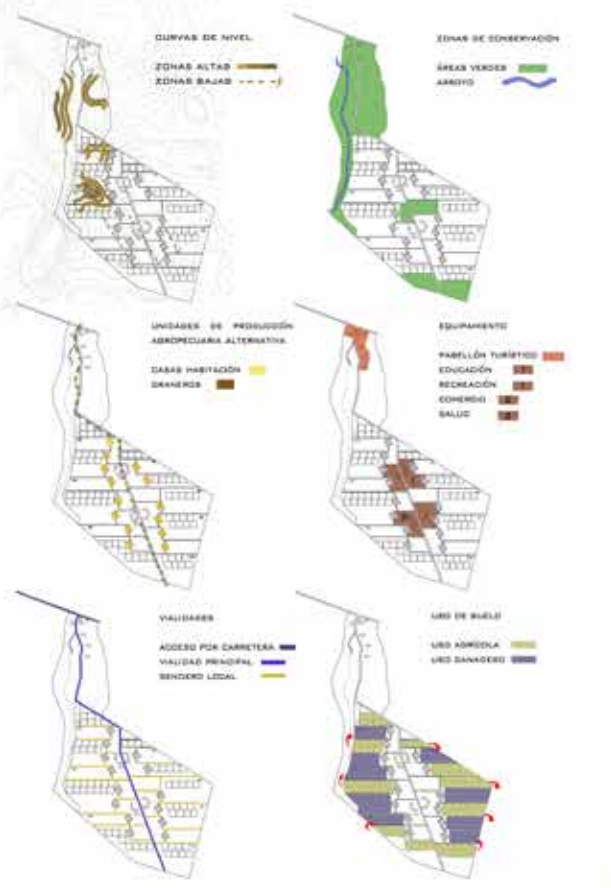 CURVAS DE NIVEL
ZONAS ALTAS
ZONAS BAJAS
ZONAS DE CONSERVACIÓN
ÁREAS VERDES
ARROYO
UNIDADES DE PRODUCCIÓN
AGROPECUARIA ALTERNATIVA
CASAS HABITACIÓN
GRANEROS
EQUIPAMIENTO
PABELLÓN TURÍSTICO
EDUCACIÓN
RECREACIÓN
COMERCIO
SALUD
VIALIDADES
ACCESO POR CARRETERA
VIALIDAD PRINCIPAL
SENDERO LOCAL
USO DE SUELO
USO AGRÍCOLA
USO GANADERO